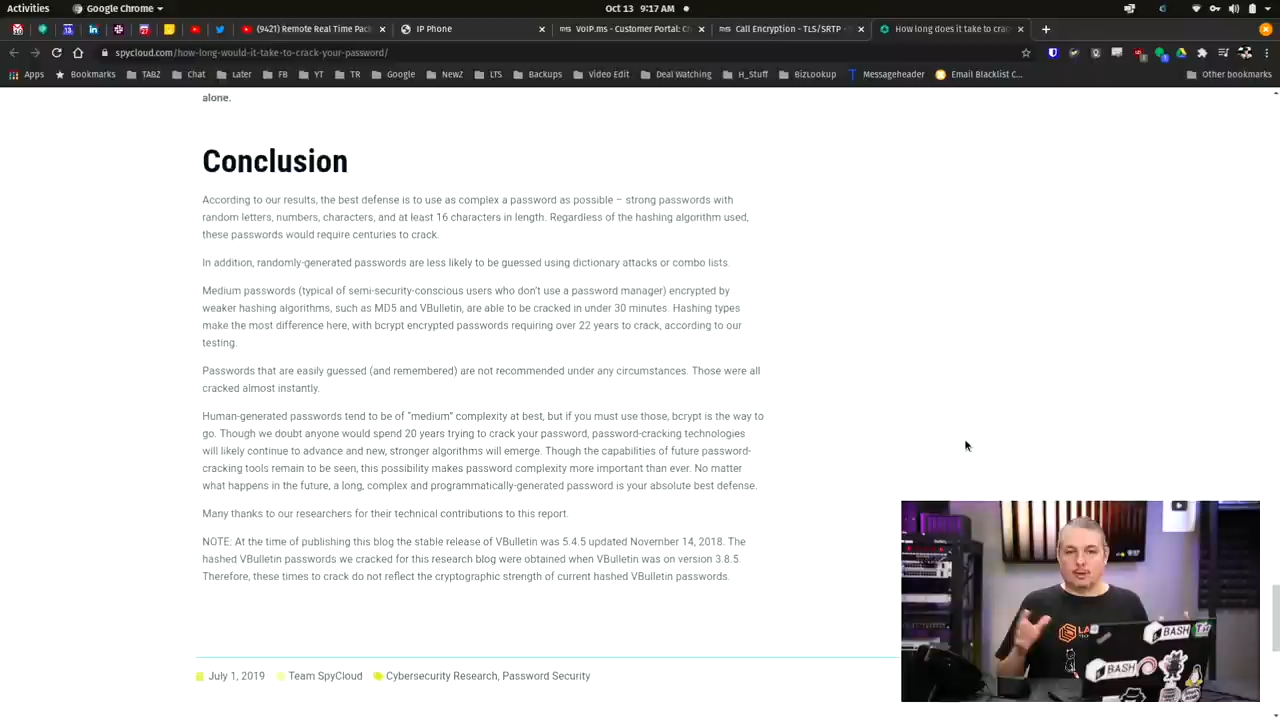 Activities
Google Chrome
Oct 13 9:17 AM
(9421) Remote Real Time Pac
IP Phone
VoIP.ms - Customer Portal: C
Call Encryption - TLS/SRTP -
How long does it take to crac
spycloud.com/how-long-would-it-take-to-crack-your-password/
Apps
Bookmarks
TABZ
Chat
Later
FB
YT
TR
Google
NewZ
LTS
Backups
Video Edit
Deal Watching
H_Stuff
BizLookup
Messageheader
Email Blacklist C...
Other bookmarks
alone.
Conclusion
According to our results, the best defense is to use as complex a password as possible – strong passwords with
random letters, numbers, characters, and at least 16 characters in length. Regardless of the hashing algorithm used,
these passwords would require centuries to crack.
In addition, randomly-generated passwords are less likely to be guessed using dictionary attacks or combo lists.
Medium passwords (typical of semi-security-conscious users who don't use a password manager) encrypted by
weaker hashing algorithms, such as MD5 and VBulletin, are able to be cracked in under 30 minutes. Hashing types
make the most difference here, with bcrypt encrypted passwords requiring over 22 years to crack, according to our
testing.
Passwords that are easily guessed (and remembered) are not recommended under any circumstances. Those were all
cracked almost instantly.
Human-generated passwords tend to be of "medium" complexity at best, but if you must use those, bcrypt is the way to
go. Though we doubt anyone would spend 20 years trying to crack your password, password-cracking technologies
will likely continue to advance and new, stronger algorithms will emerge. Though the capabilities of future password-
cracking tools remain to be seen, this possibility makes password complexity more important than ever. No matter
what happens in the future, a long, complex and programmatically-generated password is your absolute best defense.
Many thanks to our researchers for their technical contributions to this report.
NOTE: At the time of publishing this blog the stable release of VBulletin was 5.4.5 updated November 14, 2018. The
hashed VBulletin passwords we cracked for this research blog were obtained when VBulletin was on version 3.8.5.
Therefore, these times to crack do not reflect the cryptographic strength of current hashed VBulletin passwords.
July 1, 2019
Team SpyCloud
Cybersecurity Research, Password Security
BASH
BASH